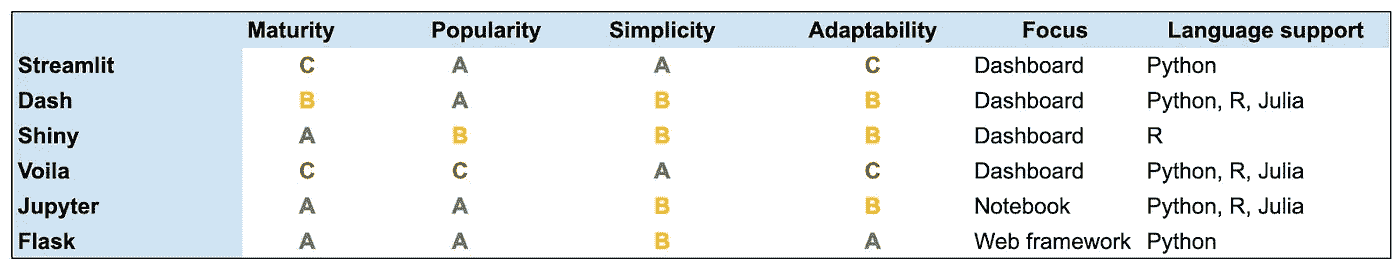 Maturity Popularity Simplicity Adaptability Focus Language support
Streamlit C A A C Dashboard Python
Dash B A B B Dashboard Python, R, Julia
Shiny A B B B Dashboard R
Voila C C A C Dashboard Python, R, Julia
Jupyter A A B B Notebook Python, R, Julia
Flask A A B A Web framework Python